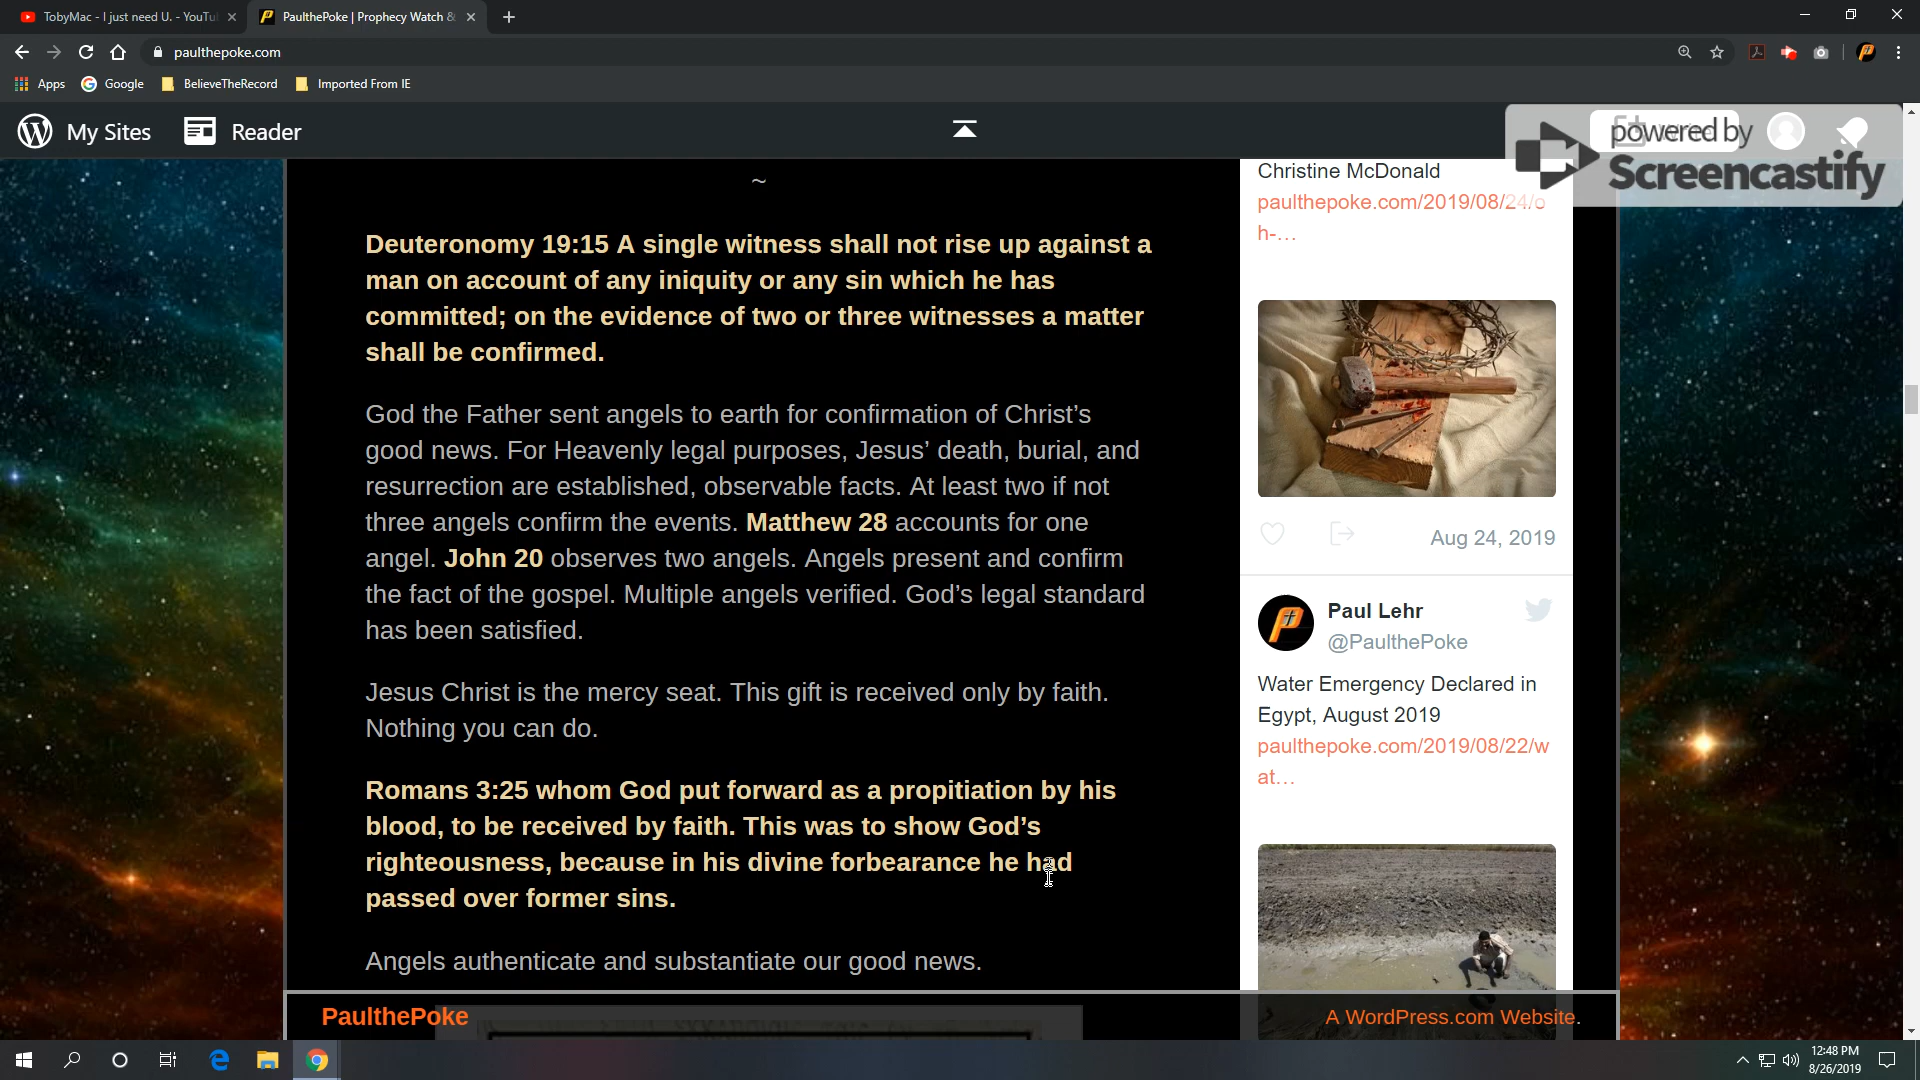 TobyMac - I just need U. - YouTu
PaulthePoke | Prophecy Watch &
paulthepoke.com
Apps
Google
BelieveTheRecord
Imported From IE
My Sites
Reader
powered by
Screencastify
~
Deuteronomy 19:15 A single witness shall not rise up against a
man on account of any iniquity or any sin which he has
committed; on the evidence of two or three witnesses a matter
shall be confirmed.
God the Father sent angels to earth for confirmation of Christ’s
good news. For Heavenly legal purposes, Jesus’ death, burial, and
resurrection are established, observable facts. At least two if not
three angels confirm the events. Matthew 28 accounts for one
angel. John 20 observes two angels. Angels present and confirm
the fact of the gospel. Multiple angels verified. God’s legal standard
has been satisfied.
Jesus Christ is the mercy seat. This gift is received only by faith.
Nothing you can do.
Romans 3:25 whom God put forward as a propitiation by his
blood, to be received by faith. This was to show God’s
righteousness, because in his divine forbearance he had
passed over former sins.
Angels authenticate and substantiate our good news.
Christine McDonald
paulthepoke.com/2019/08/24/o
h-…
Aug 24, 2019
Paul Lehr
@PaulthePoke
Water Emergency Declared in
Egypt, August 2019
paulthepoke.com/2019/08/22/w
at…
PaulthePoke
A WordPress.com Website.
12:48 PM
8/26/2019